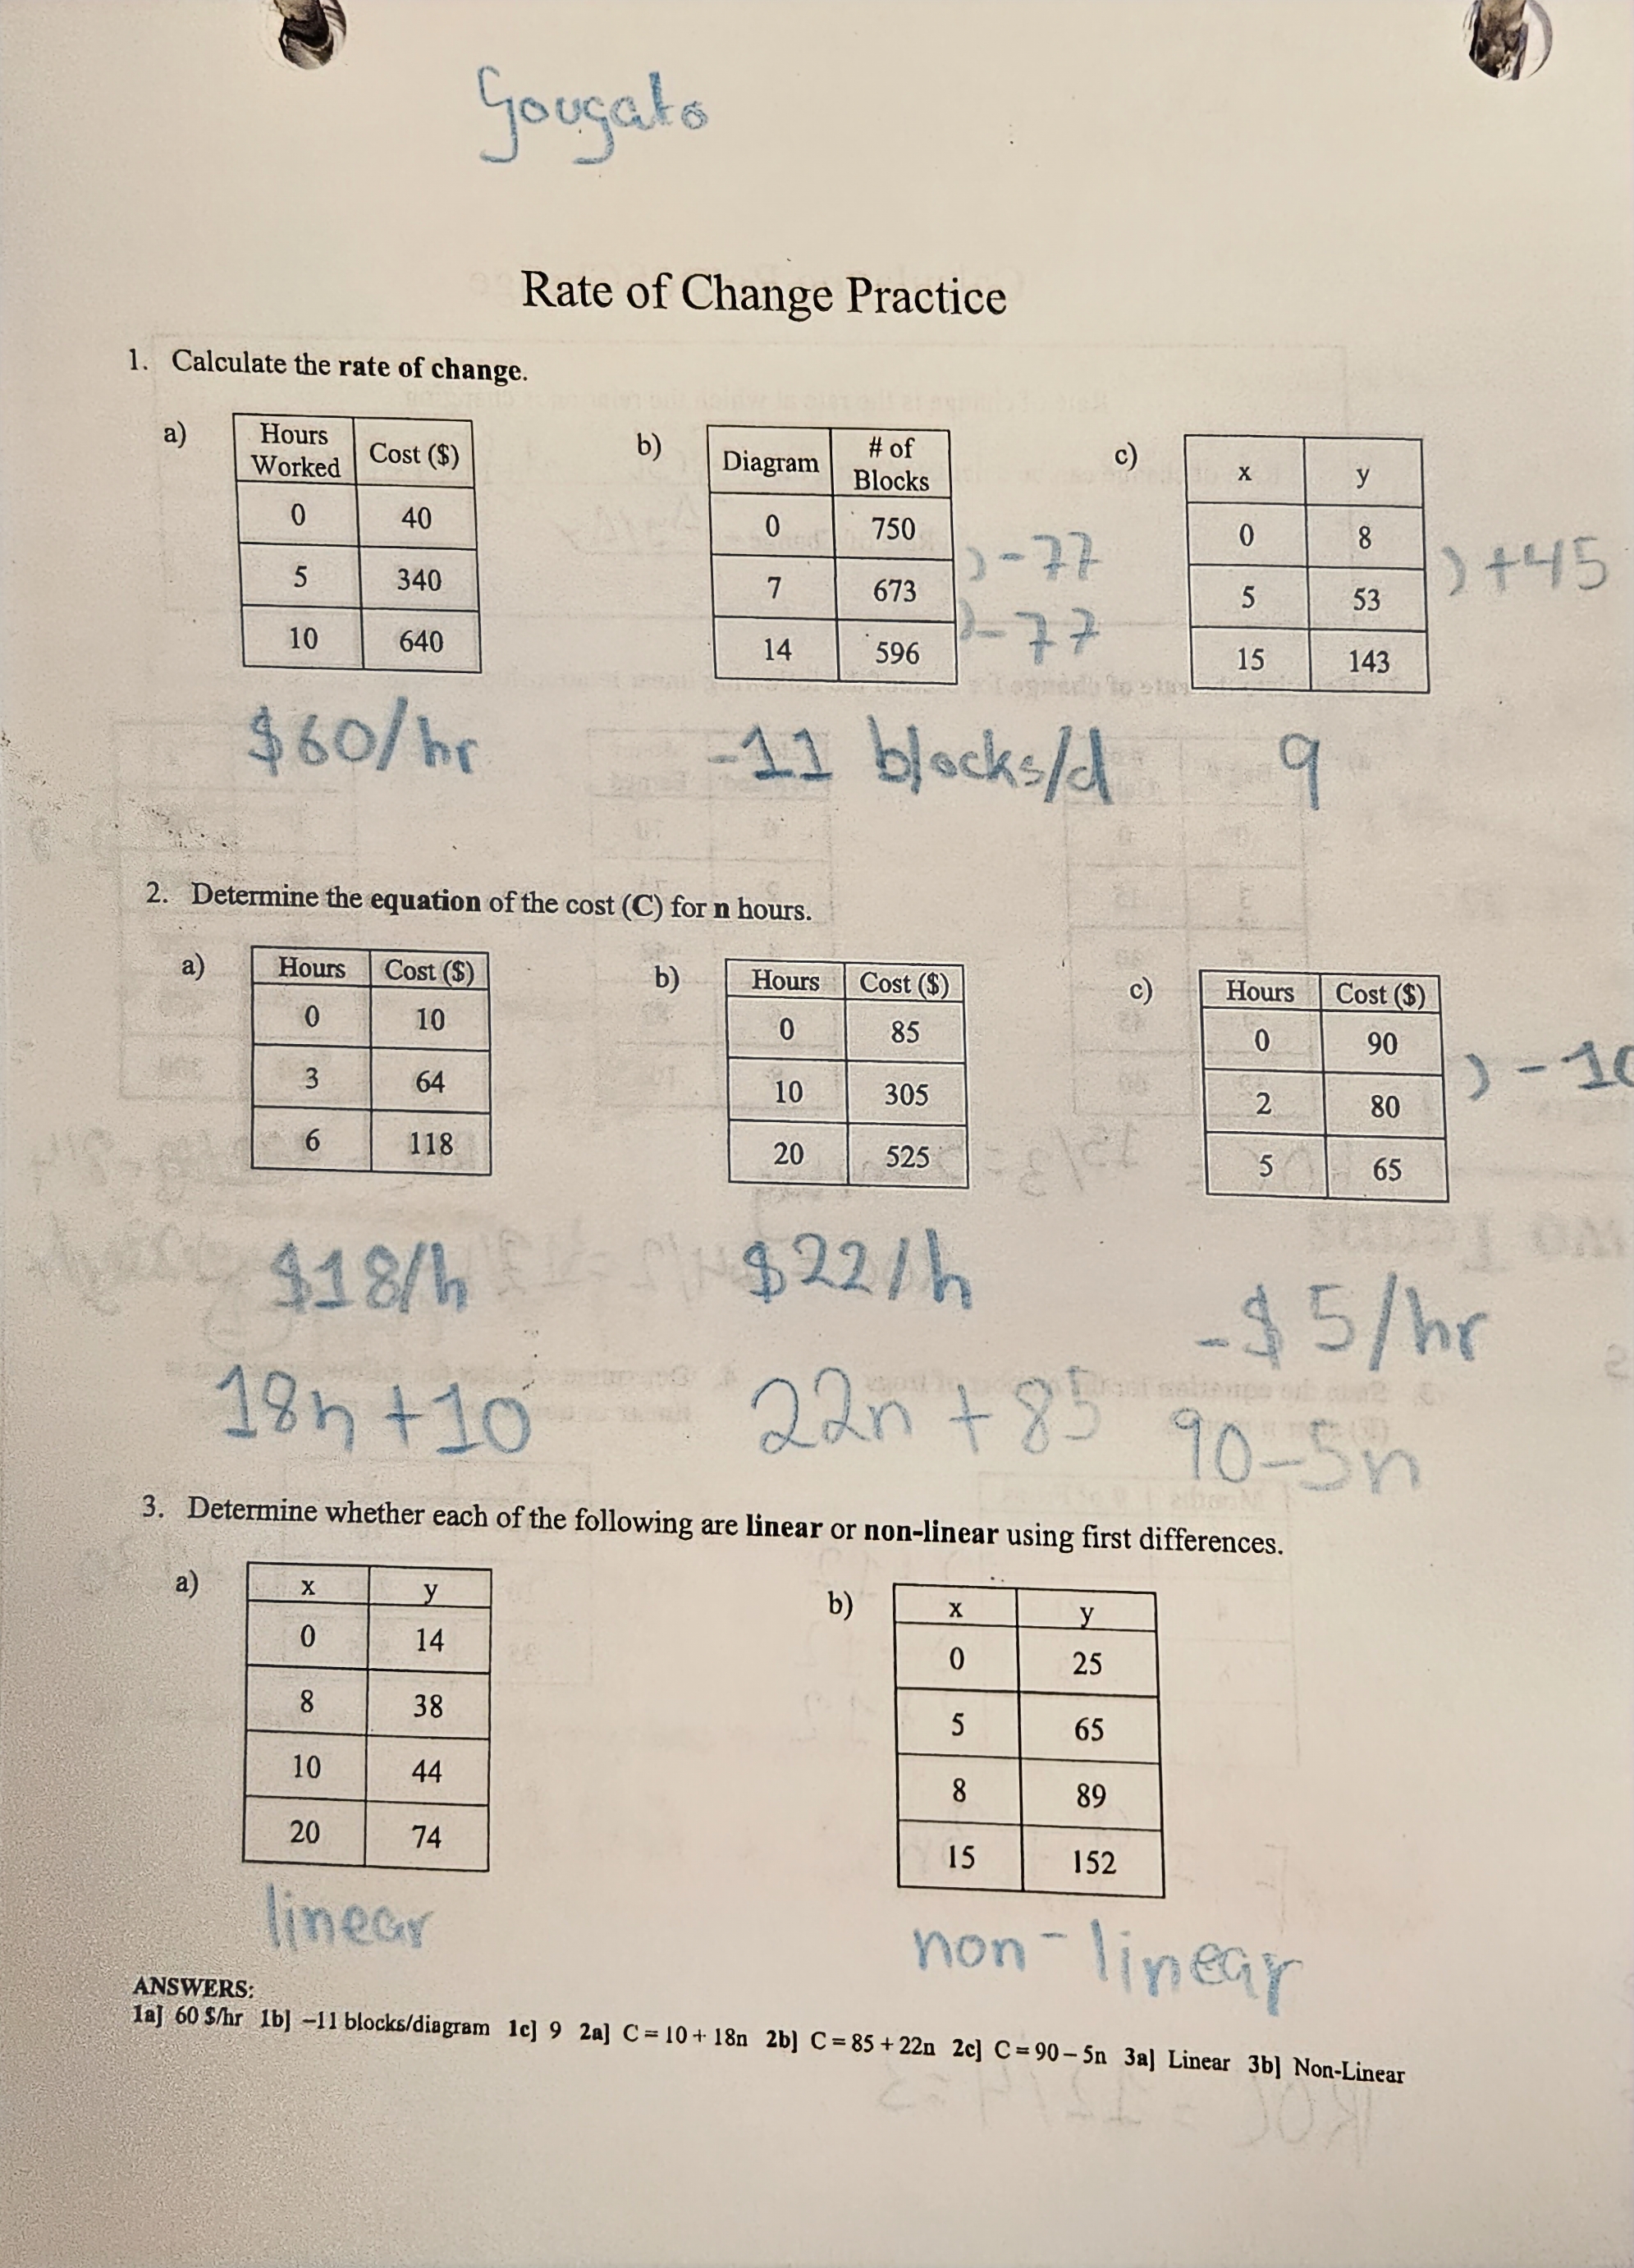 Gougato
Rate of Change Practice
1. Calculate the rate of change.
a)
Hours Worked Cost ($)
0 40
5 340
10 640
$60/hr
b)
Diagram # of Blocks
0 750
7 673
14 596
)-77
)-77
-11 blocks/d
c)
x y
0 8
5 53
15 143
)+45
9
2. Determine the equation of the cost (C) for n hours.
a)
Hours Cost ($)
0 10
3 64
6 118
$18/h
18n+10
b)
Hours Cost ($)
0 85
10 305
20 525
$22/h
22n + 85
c)
Hours Cost ($)
0 90
2 80
5 65
)-10
-$5/hr
90-5n
3. Determine whether each of the following are linear or non-linear using first differences.
a)
x y
0 14
8 38
10 44
20 74
linear
b)
x y
0 25
5 65
8 89
15 152
non-linear
ANSWERS:
1a] 60 $/hr 1b] −11 blocks/diagram 1c] 9 2a] C = 10 + 18n 2b] C = 85 + 22n 2c] C = 90 – 5n 3a] Linear 3b] Non-Linear